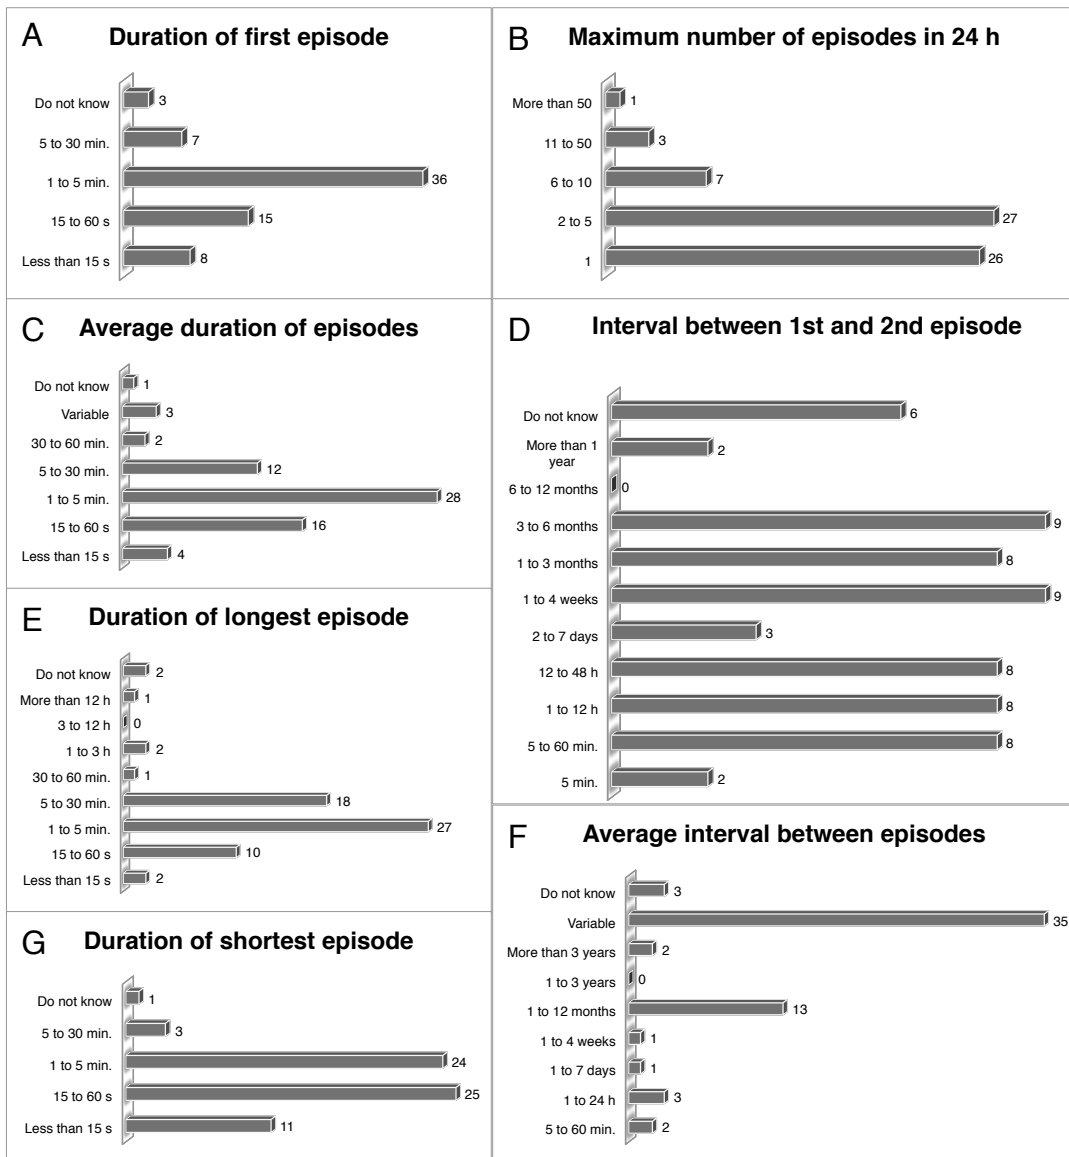 A Duration of first episode
Do not know 3
5 to 30 min. 7
1 to 5 min. 36
15 to 60 s 15
Less than 15 s 8
B Maximum number of episodes in 24 h
More than 50 1
11 to 50 3
6 to 10 7
2 to 5 27
1 26
C Average duration of episodes
Do not know 1
Variable 3
30 to 60 min. 2
5 to 30 min. 12
1 to 5 min. 28
15 to 60 s 16
Less than 15 s 4
D Interval between 1st and 2nd episode
Do not know 6
More than 1
year 2
6 to 12 months 0
3 to 6 months 9
1 to 3 months 8
1 to 4 weeks 9
2 to 7 days 3
12 to 48 h 8
1 to 12 h 8
5 to 60 min. 8
5 min. 2
E Duration of longest episode
Do not know 2
More than 12 h 1
3 to 12 h 0
1 to 3 h 2
30 to 60 min. 1
5 to 30 min. 18
1 to 5 min. 27
15 to 60 s 10
Less than 15 s 2
F Average interval between episodes
Do not know 3
Variable 35
More than 3 years 2
1 to 3 years 0
1 to 12 months 13
1 to 4 weeks 1
1 to 7 days 1
1 to 24 h 3
5 to 60 min. 2
G Duration of shortest episode
Do not know 1
5 to 30 min. 3
1 to 5 min. 24
15 to 60 s 25
Less than 15 s 11